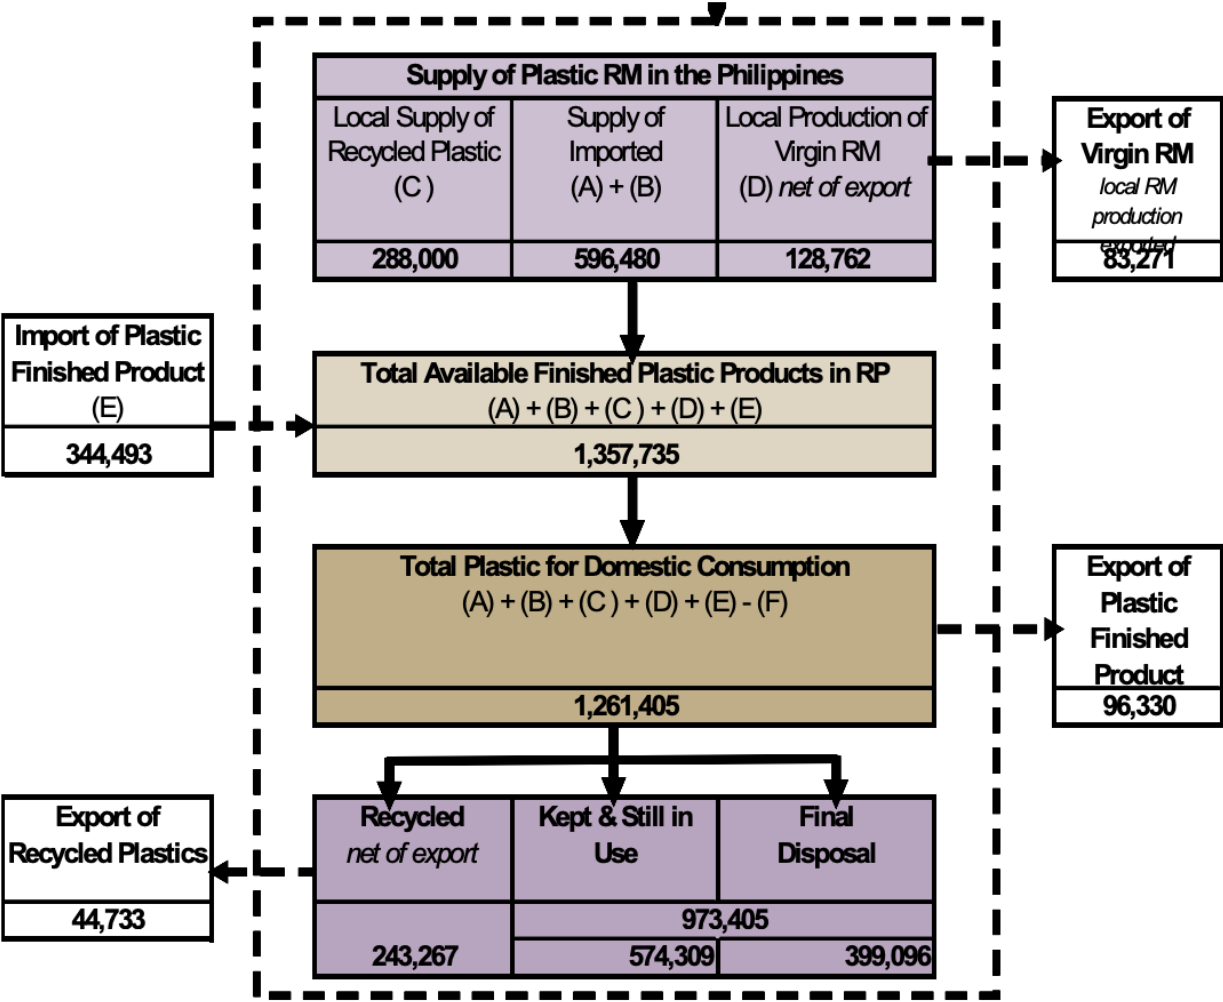 Supply of Plastic RM in the Philippines
Local Supply of
Recycled Plastic
(C )
Supply of
Imported
(A) + (B)
Local Production of
Virgin RM
(D) net of export
288,000
596,480
128,762
Export of
Virgin RM
local RM
production
exported
83,271
Import of Plastic
Finished Product
(E)
344,493
Total Available Finished Plastic Products in RP
(A) + (B) + (C ) + (D) + (E)
1,357,735
Total Plastic for Domestic Consumption
(A) + (B) + (C ) + (D) + (E) - (F)
1,261,405
Export of
Plastic
Finished
Product
96,330
Export of
Recycled Plastics
44,733
Recycled
net of export
243,267
Kept & Still in
Use
Final
Disposal
973,405
574,309
399,096